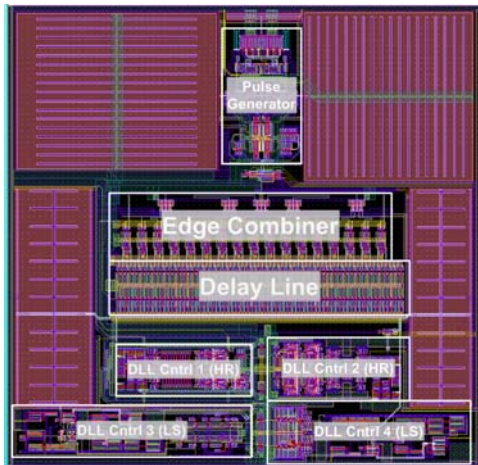 Pulse
Generator
Edge Combiner
Delay Line
DLL Cntrl 1 (HR)
DLL Cntrl 2 (HR)
DLL Cntrl 3 (LS)
DLL Cntrl 4 (LS)